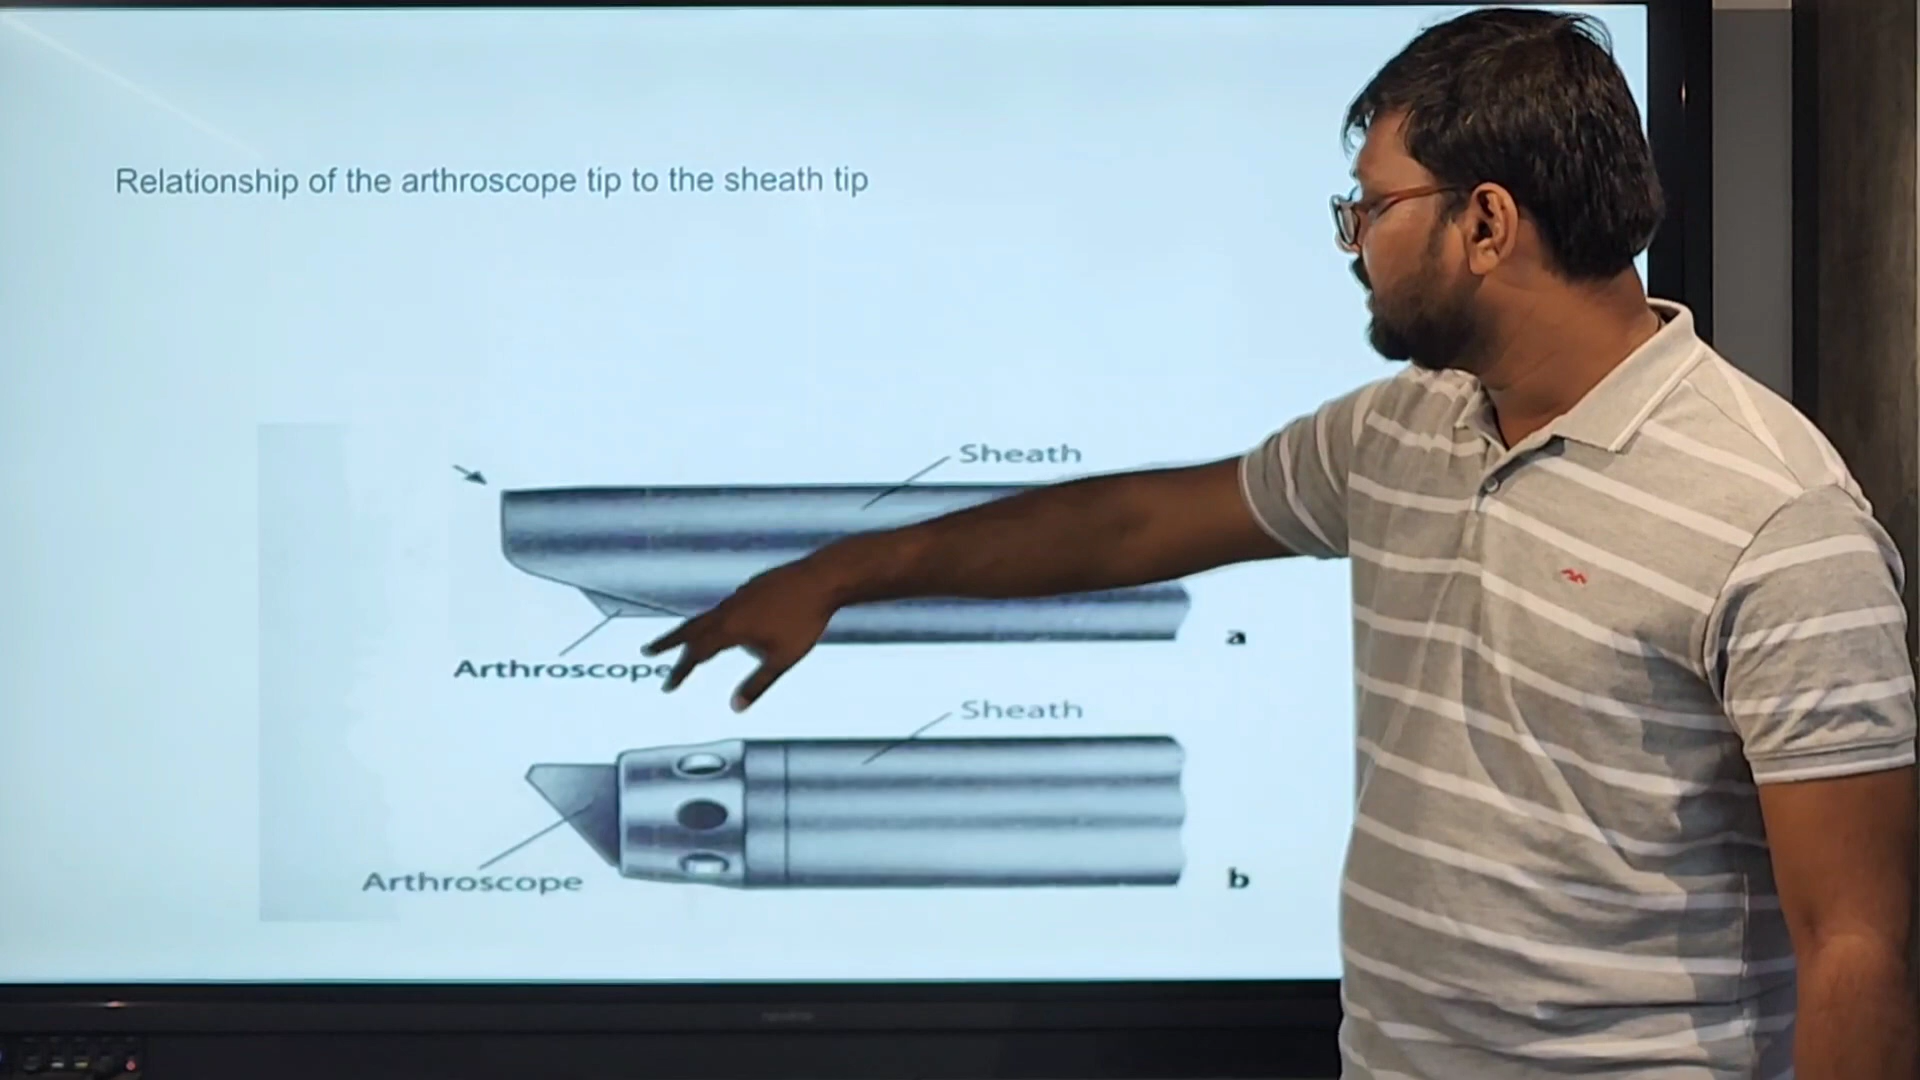 Relationship of the arthroscope tip to the sheath tip
Sheath
Arthroscope
a
Sheath
Arthroscope
b